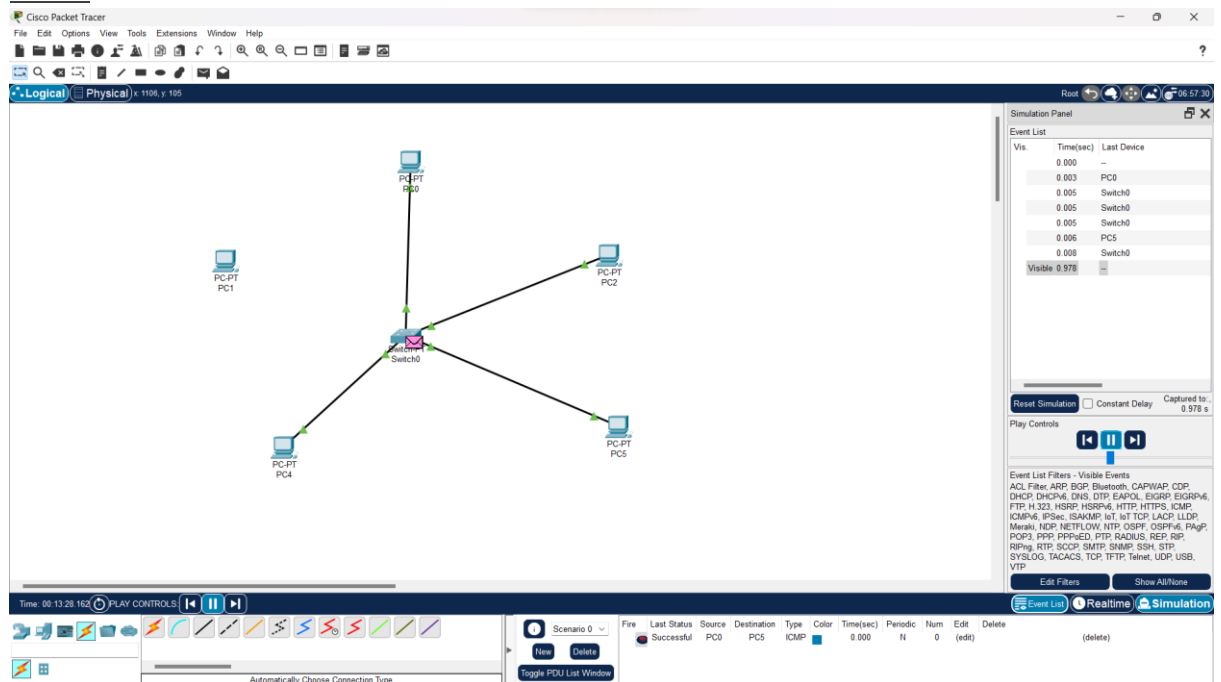 Cisco Packet Tracer
File Edit Options View Tools Extensions Window Help
?
Logical Physical x: 1106, y: 105
Root 06:57:30
PC-PT
PC0
PC-PT
PC1
PC-PT
PC2
Switch-PT
Switch0
PC-PT
PC4
PC-PT
PC5
Simulation Panel
Event List
Vis. Time(sec) Last Device
0.000 --
0.003 PC0
0.005 Switch0
0.005 Switch0
0.005 Switch0
0.006 PC5
0.008 Switch0
Visible 0.978 --
Reset Simulation Constant Delay Captured to:
0.978 s
Play Controls
Event List Filters - Visible Events
ACL Filter, ARP, BGP, Bluetooth, CAPWAP, CDP,
DHCP, DHCPv6, DNS, DTP, EAPOL, EIGRP, EIGRPv6,
FTP, H.323, HSRP, HSRPv6, HTTP, HTTPS, ICMP,
ICMPv6, IPSec, ISAKMP, IoT, IoT TCP, LACP, LLDP,
Meraki, NDP, NETFLOW, NTP, OSPF, OSPFv6, PAgP,
POP3, PPP, PPPoED, PTP, RADIUS, REP, RIP,
RIPng, RTP, SCCP, SMTP, SNMP, SSH, STP,
SYSLOG, TACACS, TCP, TFTP, Telnet, UDP, USB,
VTP
Edit Filters Show All/None
Time: 00:13:28.162 PLAY CONTROLS:
Event List Realtime Simulation
Automatically Choose Connection Type
Scenario 0
New Delete
Toggle PDU List Window
Fire Last Status Source Destination Type Color Time(sec) Periodic Num Edit Delete
Successful PC0 PC5 ICMP 0.000 N 0 (edit) (delete)